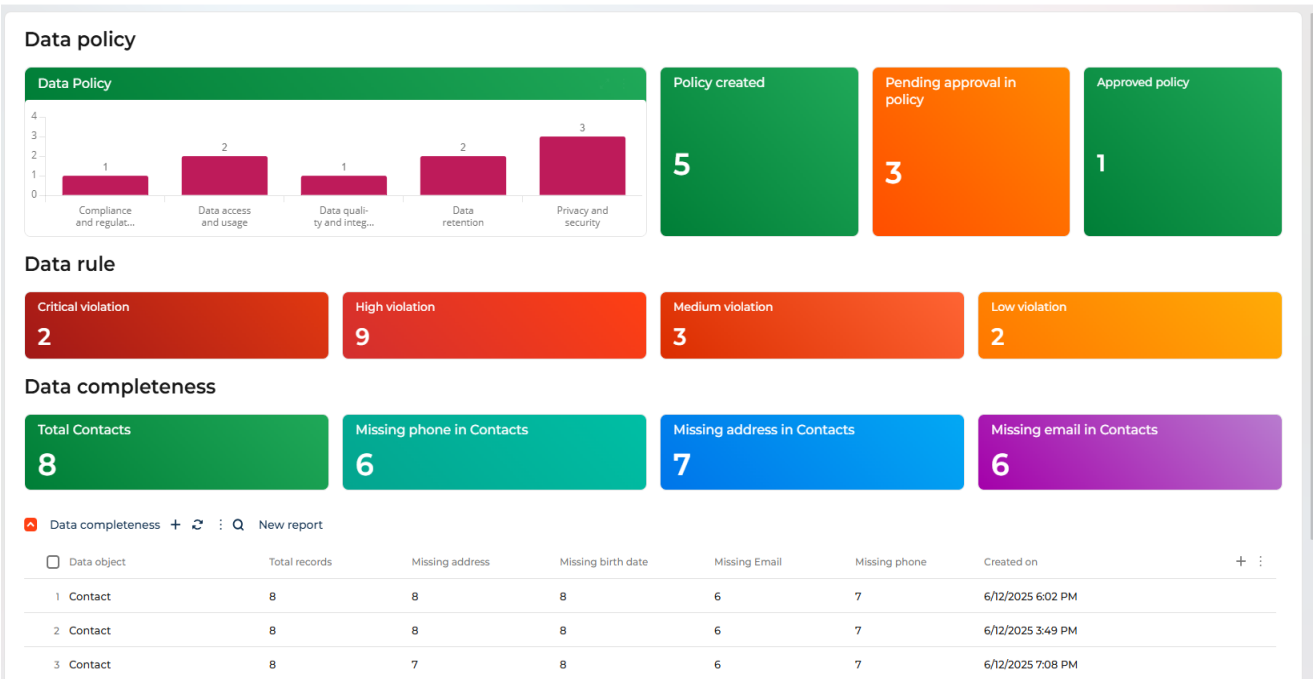 Data policy
Data Policy
4
3
2
1
0
1
2
1
2
3
Compliance
and regulat...
Data access
and usage
Data quali-
ty and integ...
Data
retention
Privacy and
security
Policy created
5
Pending approval in
policy
3
Approved policy
1
Data rule
Critical violation
2
High violation
9
Medium violation
3
Low violation
2
Data completeness
Total Contacts
8
Missing phone in Contacts
6
Missing address in Contacts
7
Missing email in Contacts
6
Data completeness New report
Data object Total records Missing address Missing birth date Missing Email Missing phone Created on
1 Contact 8 8 8 6 7 6/12/2025 6:02 PM
2 Contact 8 8 8 6 7 6/12/2025 3:49 PM
3 Contact 8 7 8 6 7 6/12/2025 7:08 PM